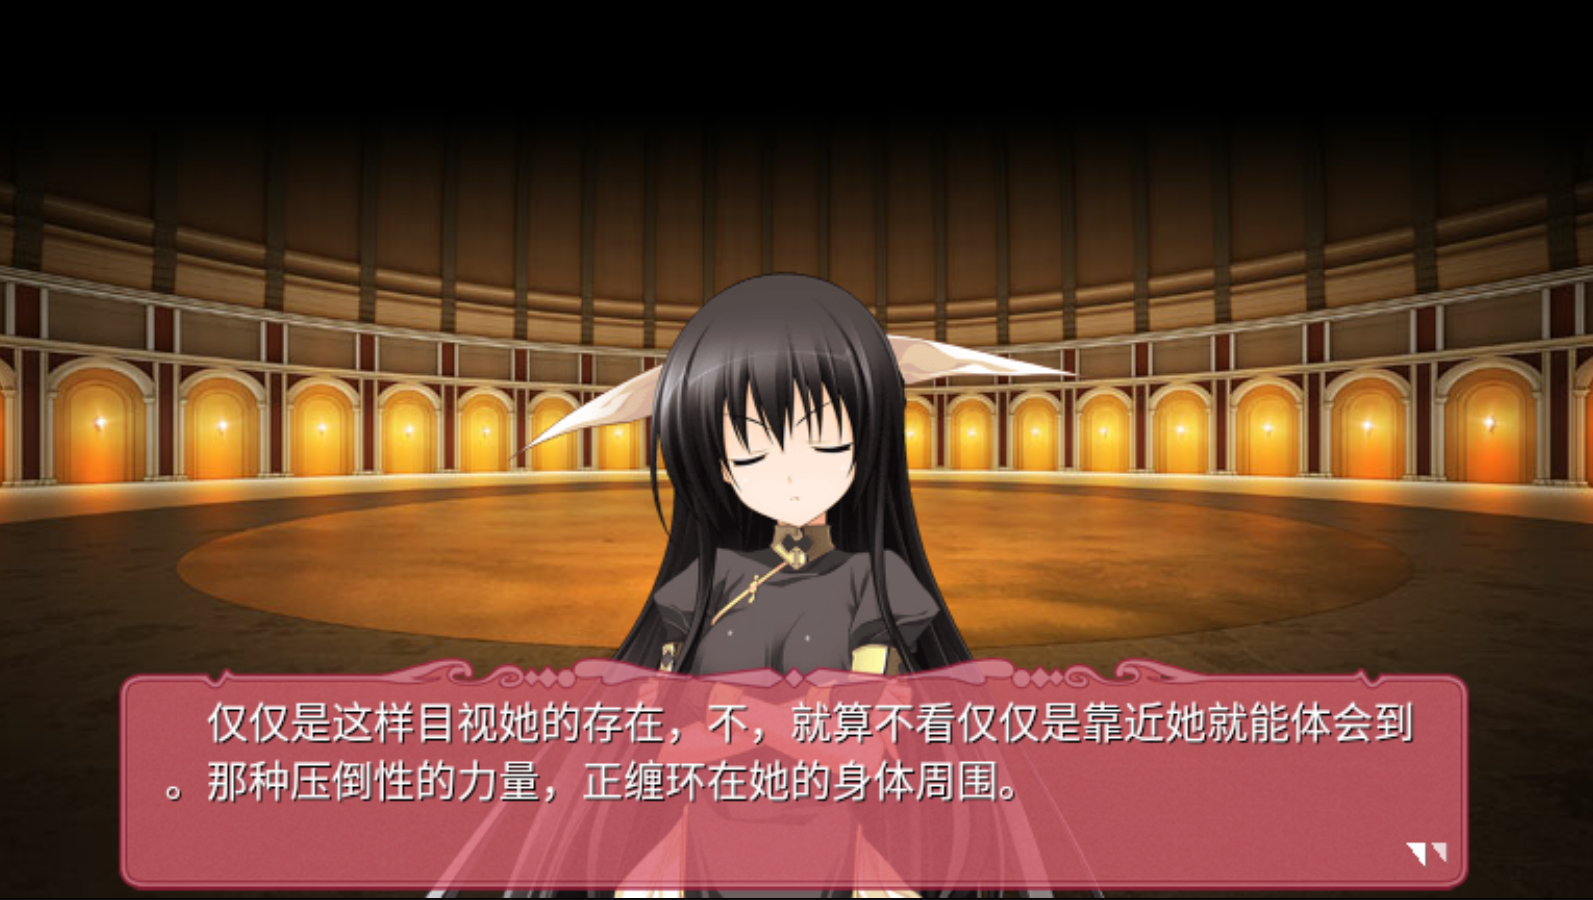 仅仅是这样目视她的存在，不，就算不看仅仅是靠近她就能体会到
。那种压倒性的力量，正缠环在她的身体周围。